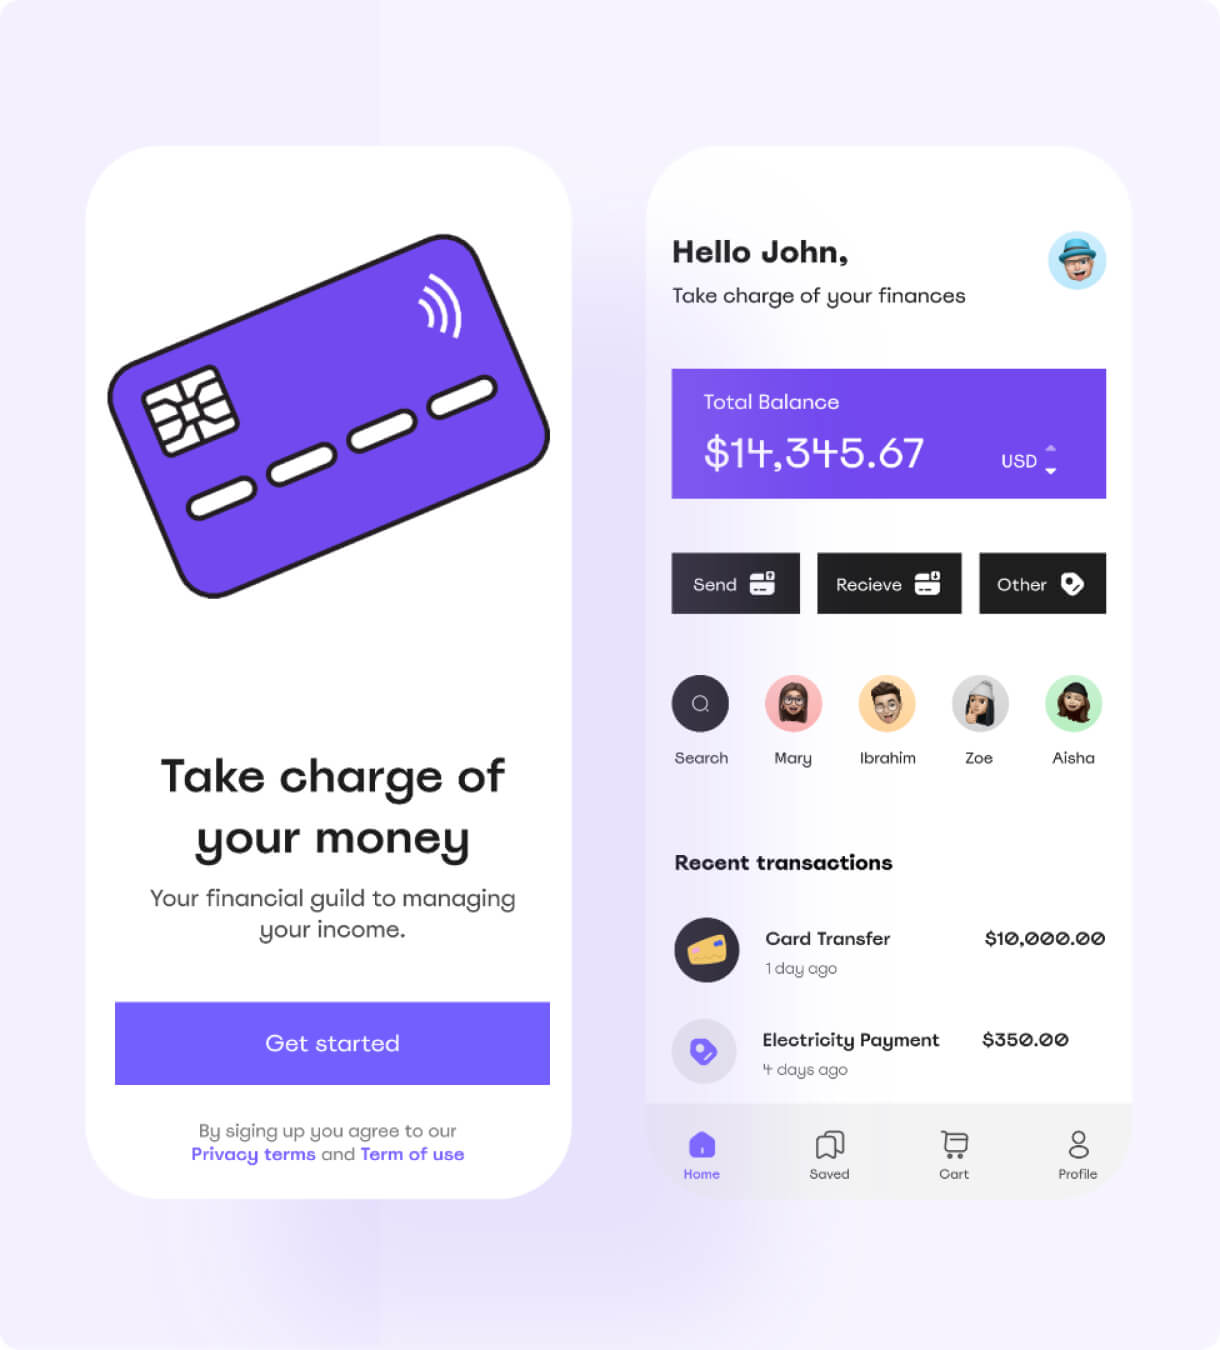 Take charge of
your money
Your financial guild to managing
your income.
Get started
By siging up you agree to our
Privacy terms and Term of use
Hello John,
Take charge of your finances
Total Balance
$14,345.67
USD
Send
Recieve
Other
Search
Mary
Ibrahim
Zoe
Aisha
Recent transactions
Card Transfer
$10,000.00
1 day ago
Electricity Payment
$350.00
4 days ago
Home
Saved
Cart
Profile